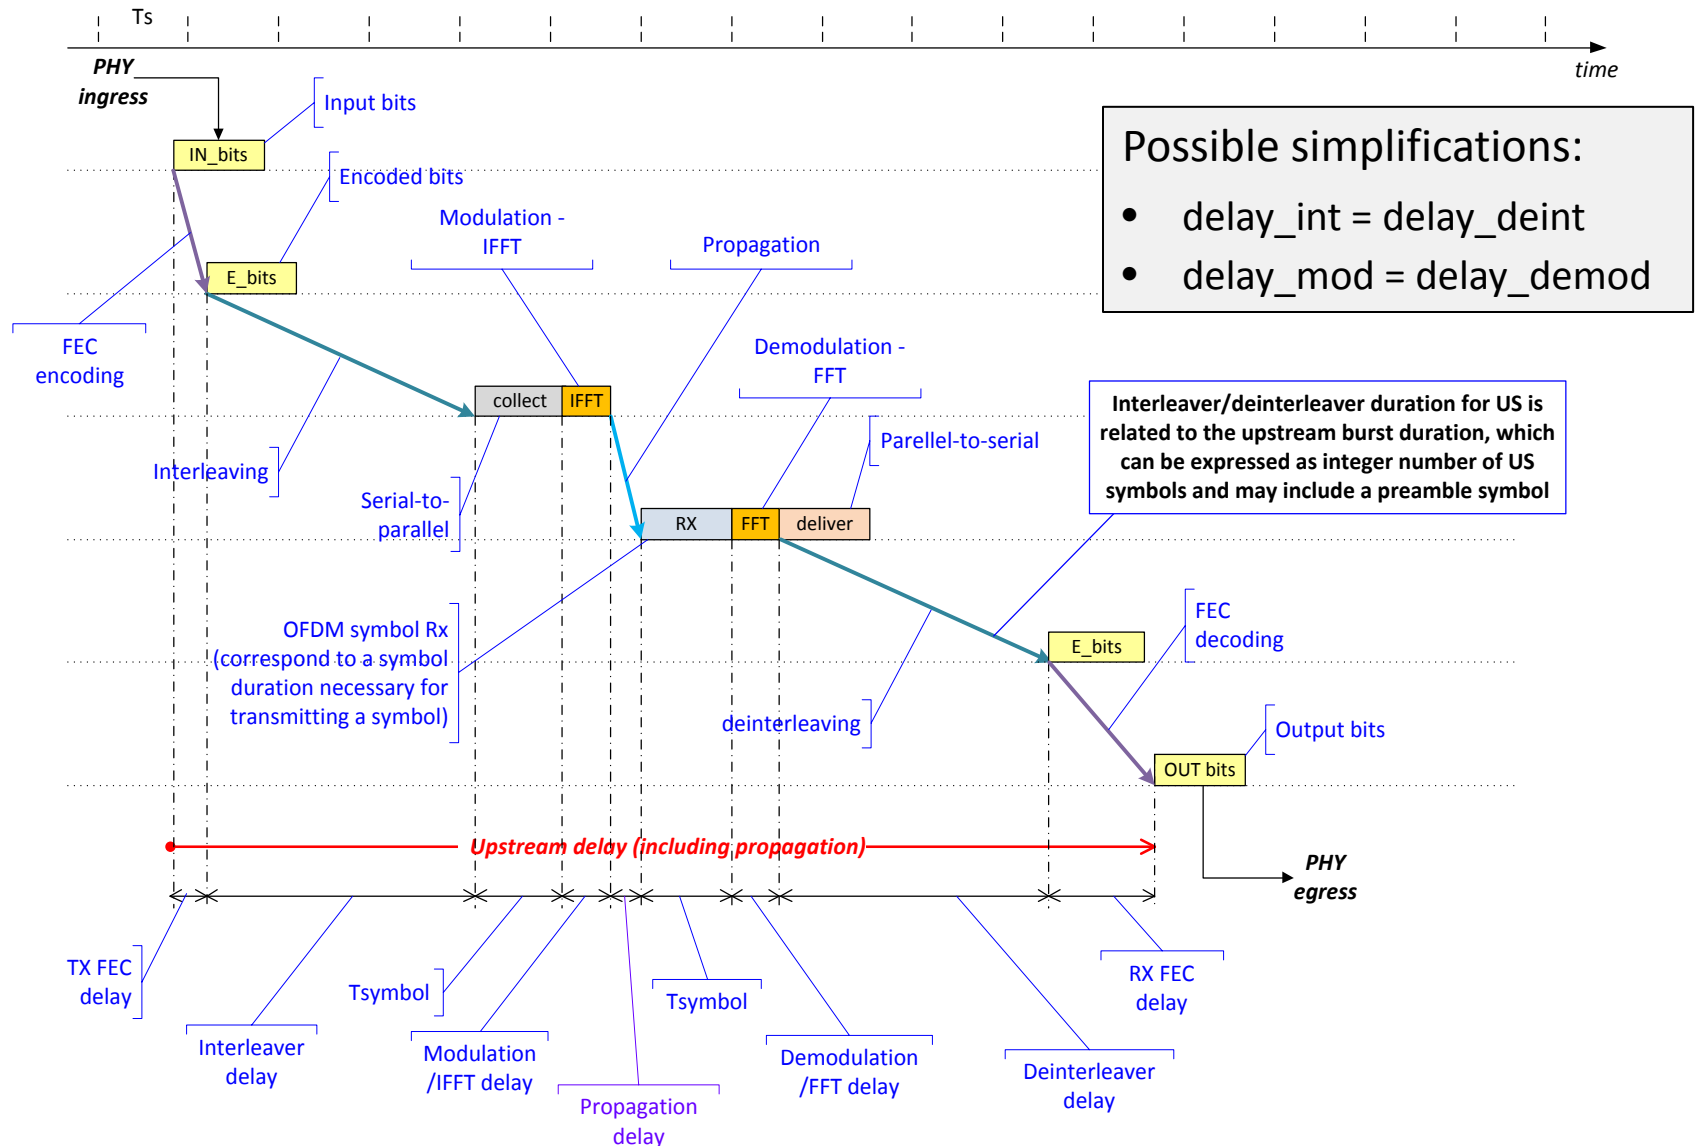 Ts
time
PHY
ingress
Input bits
IN_bits
Encoded bits
Possible simplifications:
• delay_int = delay_deint
• delay_mod = delay_demod
Modulation -
IFFT
Propagation
E_bits
FEC
encoding
Demodulation -
FFT
collect
IFFT
Interleaver/deinterleaver duration for US is
related to the upstream burst duration, which
can be expressed as integer number of US
symbols and may include a preamble symbol
Parellel-to-serial
Interleaving
Serial-to-
parallel
RX
FFT
deliver
OFDM symbol Rx
(correspond to a symbol
duration necessary for
transmitting a symbol)
FEC
decoding
E_bits
deinterleaving
Output bits
OUT bits
Upstream delay (including propagation)
PHY
egress
TX FEC
delay
Interleaver
delay
Tsymbol
Modulation
/IFFT delay
Propagation
delay
Tsymbol
Demodulation
/FFT delay
Deinterleaver
delay
RX FEC
delay